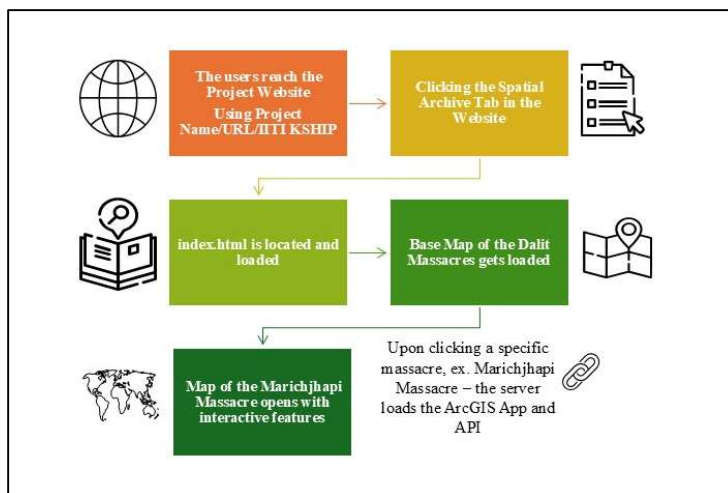 The users reach the
Project Website
Using Project
Name/URL/IITI KSHIP
Clicking the Spatial
Archive Tab in the
Website
index.html is located and
loaded
Base Map of the Dalit
Massacres gets loaded
Upon clicking a specific
massacre, ex. Marichjhapi
Massacre – the server
loads the ArcGIS App and
API
Map of the Marichjhapi
Massacre opens with
interactive features